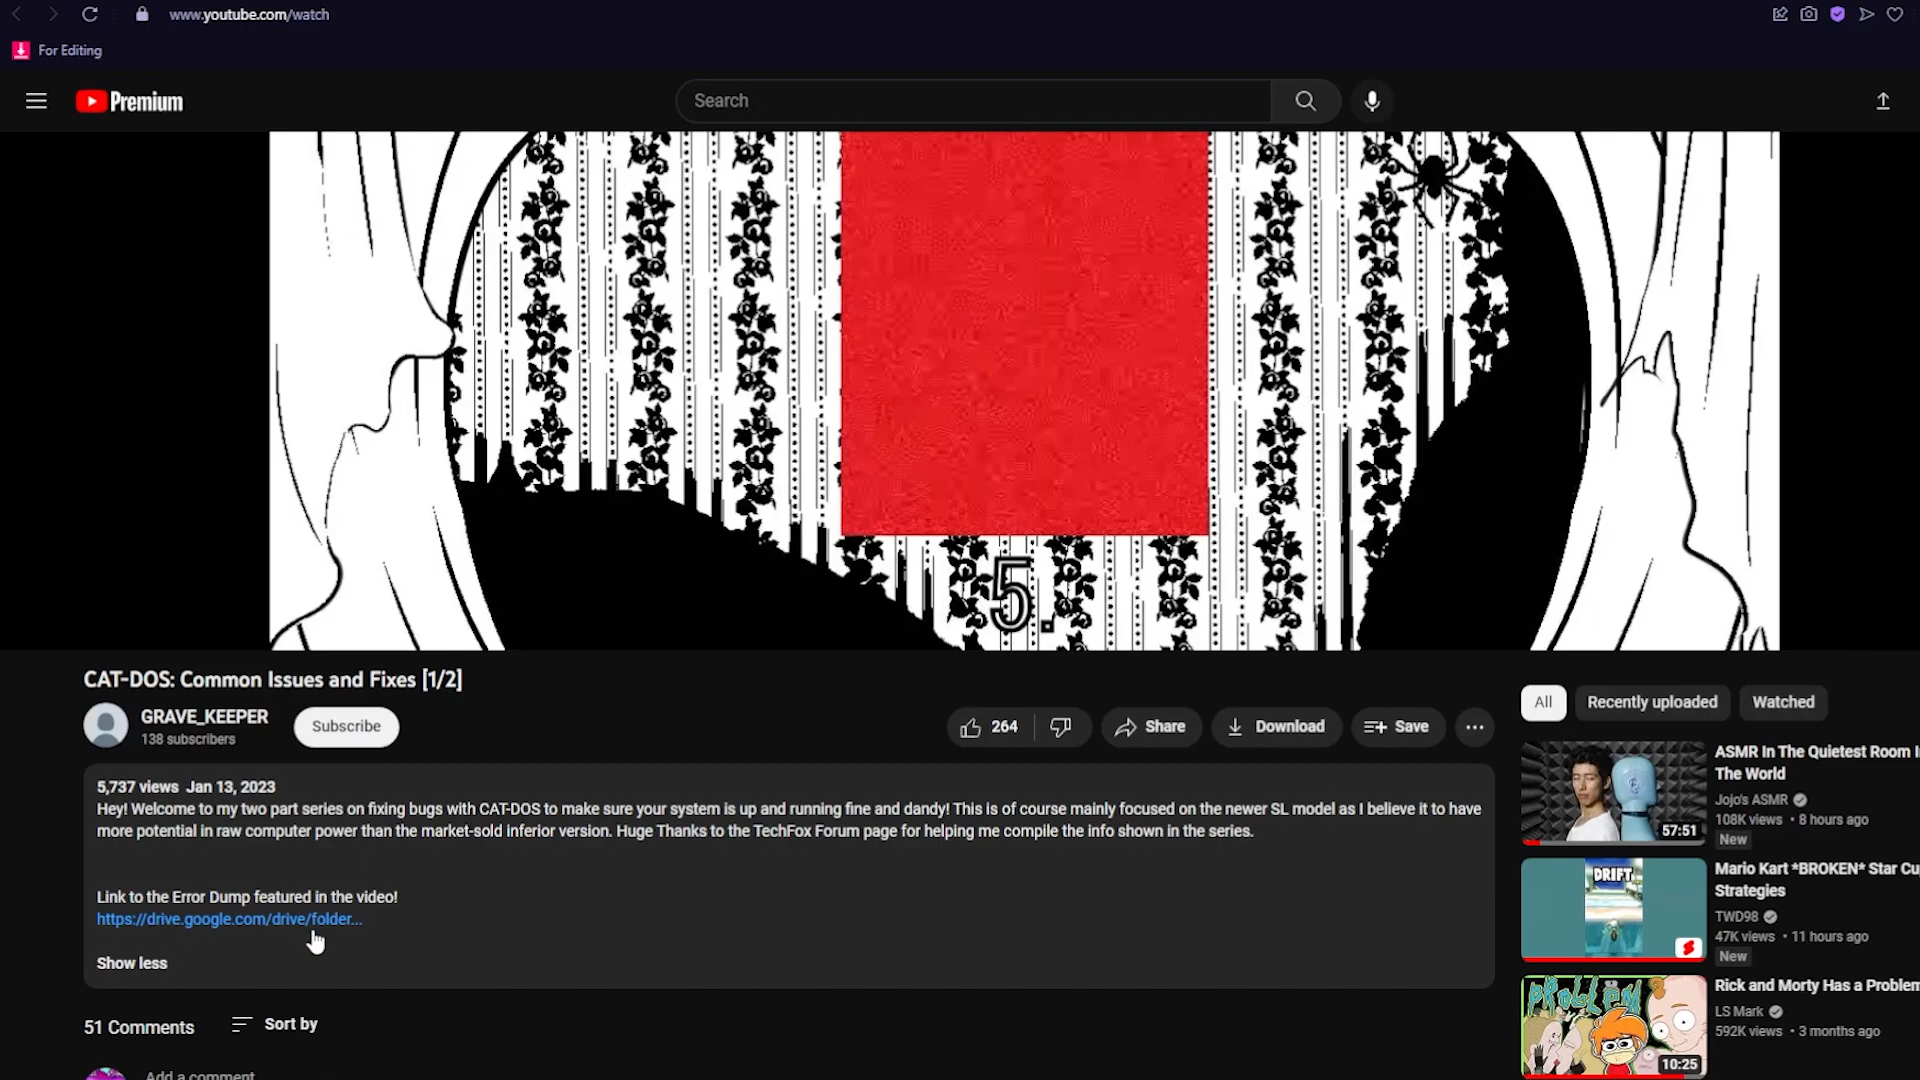 www.youtube.com/watch
For Editing
Premium
Search
5.
CAT-DOS: Common Issues and Fixes [1/2]
GRAVE_KEEPER
138 subscribers
Subscribe
264
Share
Download
Save
5,737 views Jan 13, 2023
Hey! Welcome to my two part series on fixing bugs with CAT-DOS to make sure your system is up and running fine and dandy! This is of course mainly focused on the newer SL model as I believe it to have
more potential in raw computer power than the market-sold inferior version. Huge Thanks to the TechFox Forum page for helping me compile the info shown in the series.
Link to the Error Dump featured in the video!
https://drive.google.com/drive/folder...
Show less
51 Comments
Sort by
Add a comment
All
Recently uploaded
Watched
57:51
ASMR In The Quietest Room
The World
Jojo's ASMR
108K views • 8 hours ago
New
DRIFT
Mario Kart *BROKEN* Star
Strategies
TWD98
47K views • 11 hours ago
New
PROBLEM
10:25
Rick and Morty Has a Problem
LS Mark
592K views • 3 months ago